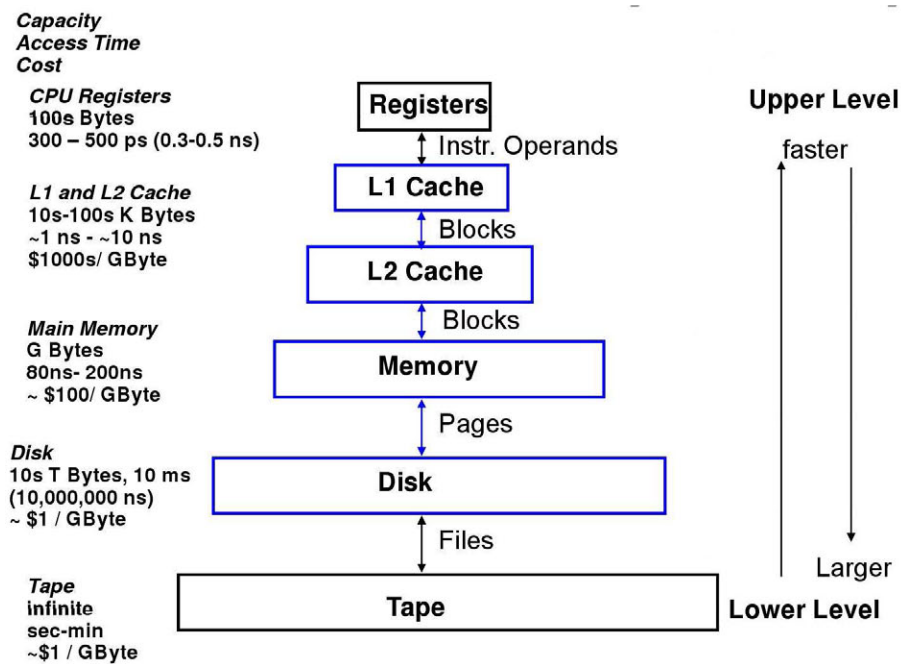 Capacity
Access Time
Cost
CPU Registers
100s Bytes
300 – 500 ps (0.3-0.5 ns)
L1 and L2 Cache
10s-100s K Bytes
~1 ns - ~10 ns
$1000s/ GByte
Main Memory
G Bytes
80ns- 200ns
~ $100/ GByte
Disk
10s T Bytes, 10 ms
(10,000,000 ns)
~ $1 / GByte
Tape
infinite
sec-min
~$1 / GByte
Registers
Instr. Operands
L1 Cache
Blocks
L2 Cache
Blocks
Memory
Pages
Disk
Files
Tape
Upper Level
faster
Larger
Lower Level